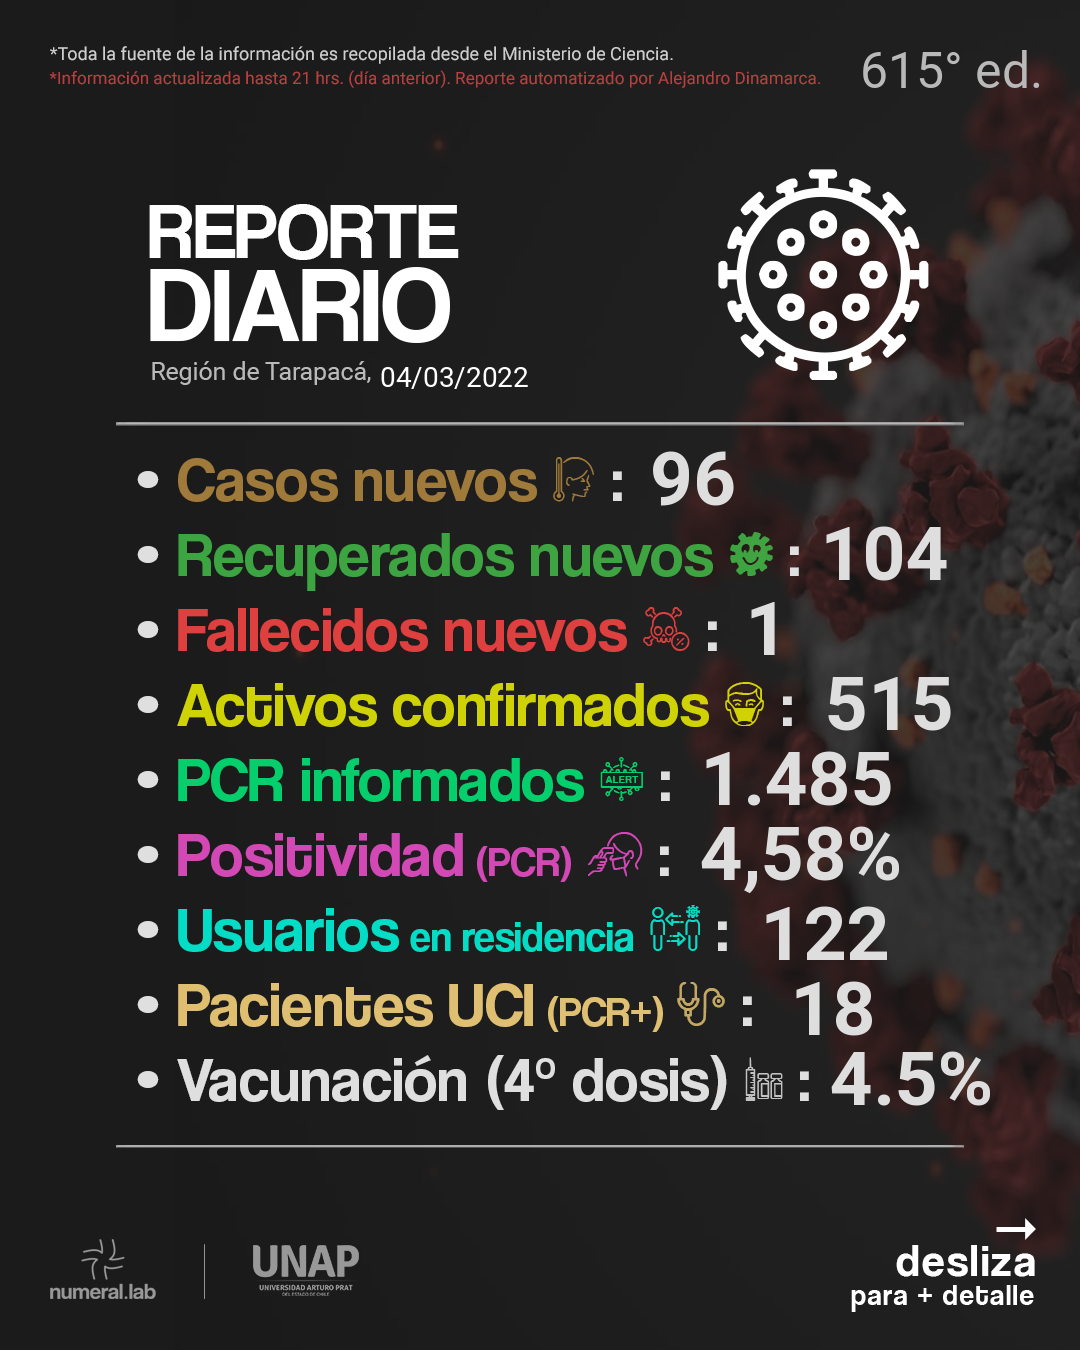 *Toda la fuente de la información es recopilada desde el Ministerio de Ciencia.
*Información actualizada hasta 21 hrs. (día anterior). Reporte automatizado por Alejandro Dinamarca.
615° ed.
REPORTE
DIARIO
Región de Tarapacá, 04/03/2022
• Casos nuevos : 96
• Recuperados nuevos : 104
• Fallecidos nuevos % : 1
• Activos confirmados : 515
• PCR informados ALERT : 1.485
• Positividad (PCR) : 4,58%
• Usuarios en residencia : 122
• Pacientes UCI (PCR+) : 18
• Vacunación (4º dosis) : 4.5%
numeral.lab
UNAP
UNIVERSIDAD ARTURO PRAT
DEL ESTADO DE CHILE
desliza
para + detalle